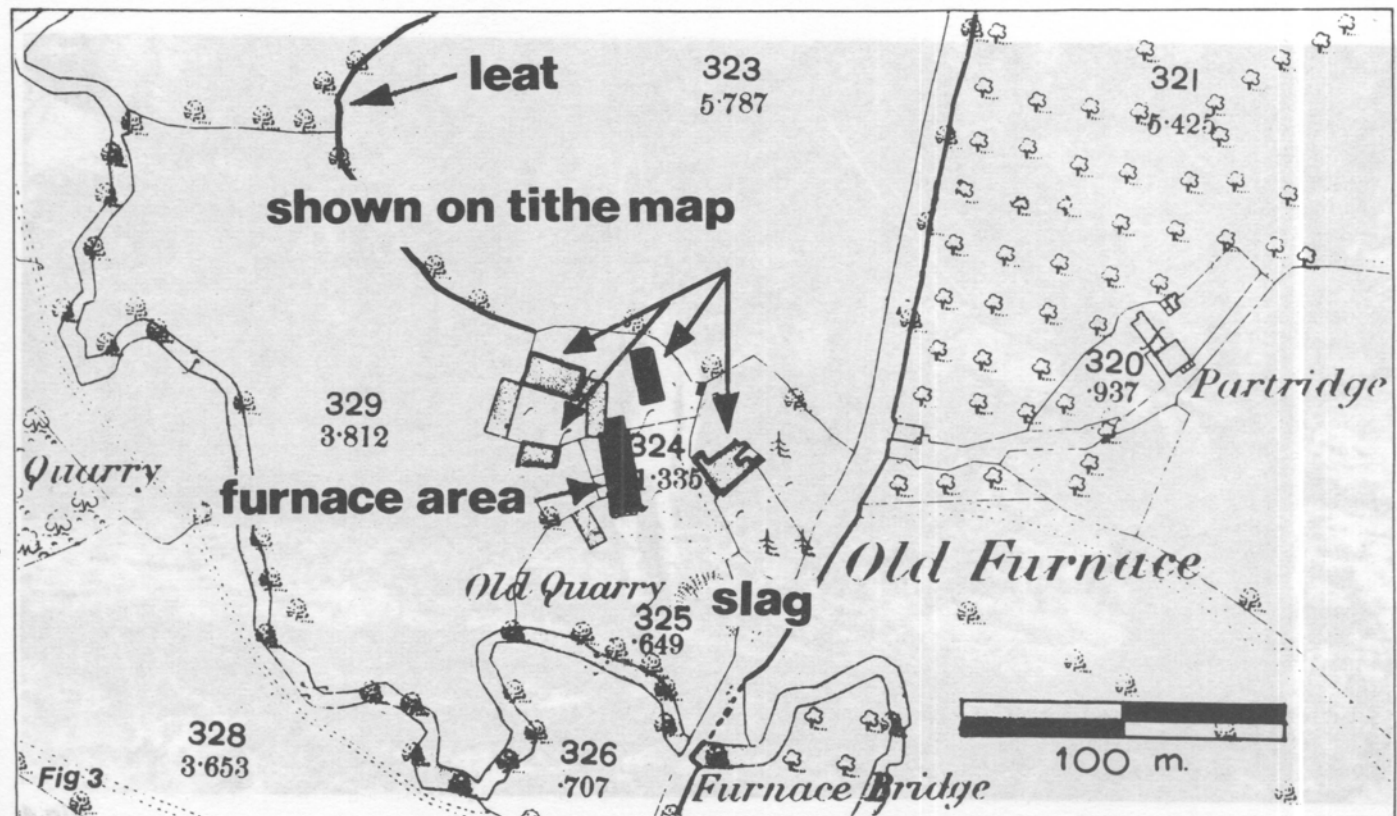 leat
323
5·787
321
5·425
shown on tithe map
320
·937
Partridge
329
3·812
324
1·335
Quarry
furnace area
Old Furnace
Old Quarry
slag
325
·649
328
3·653
326
·707
100 m.
Fig 3
Furnace Bridge